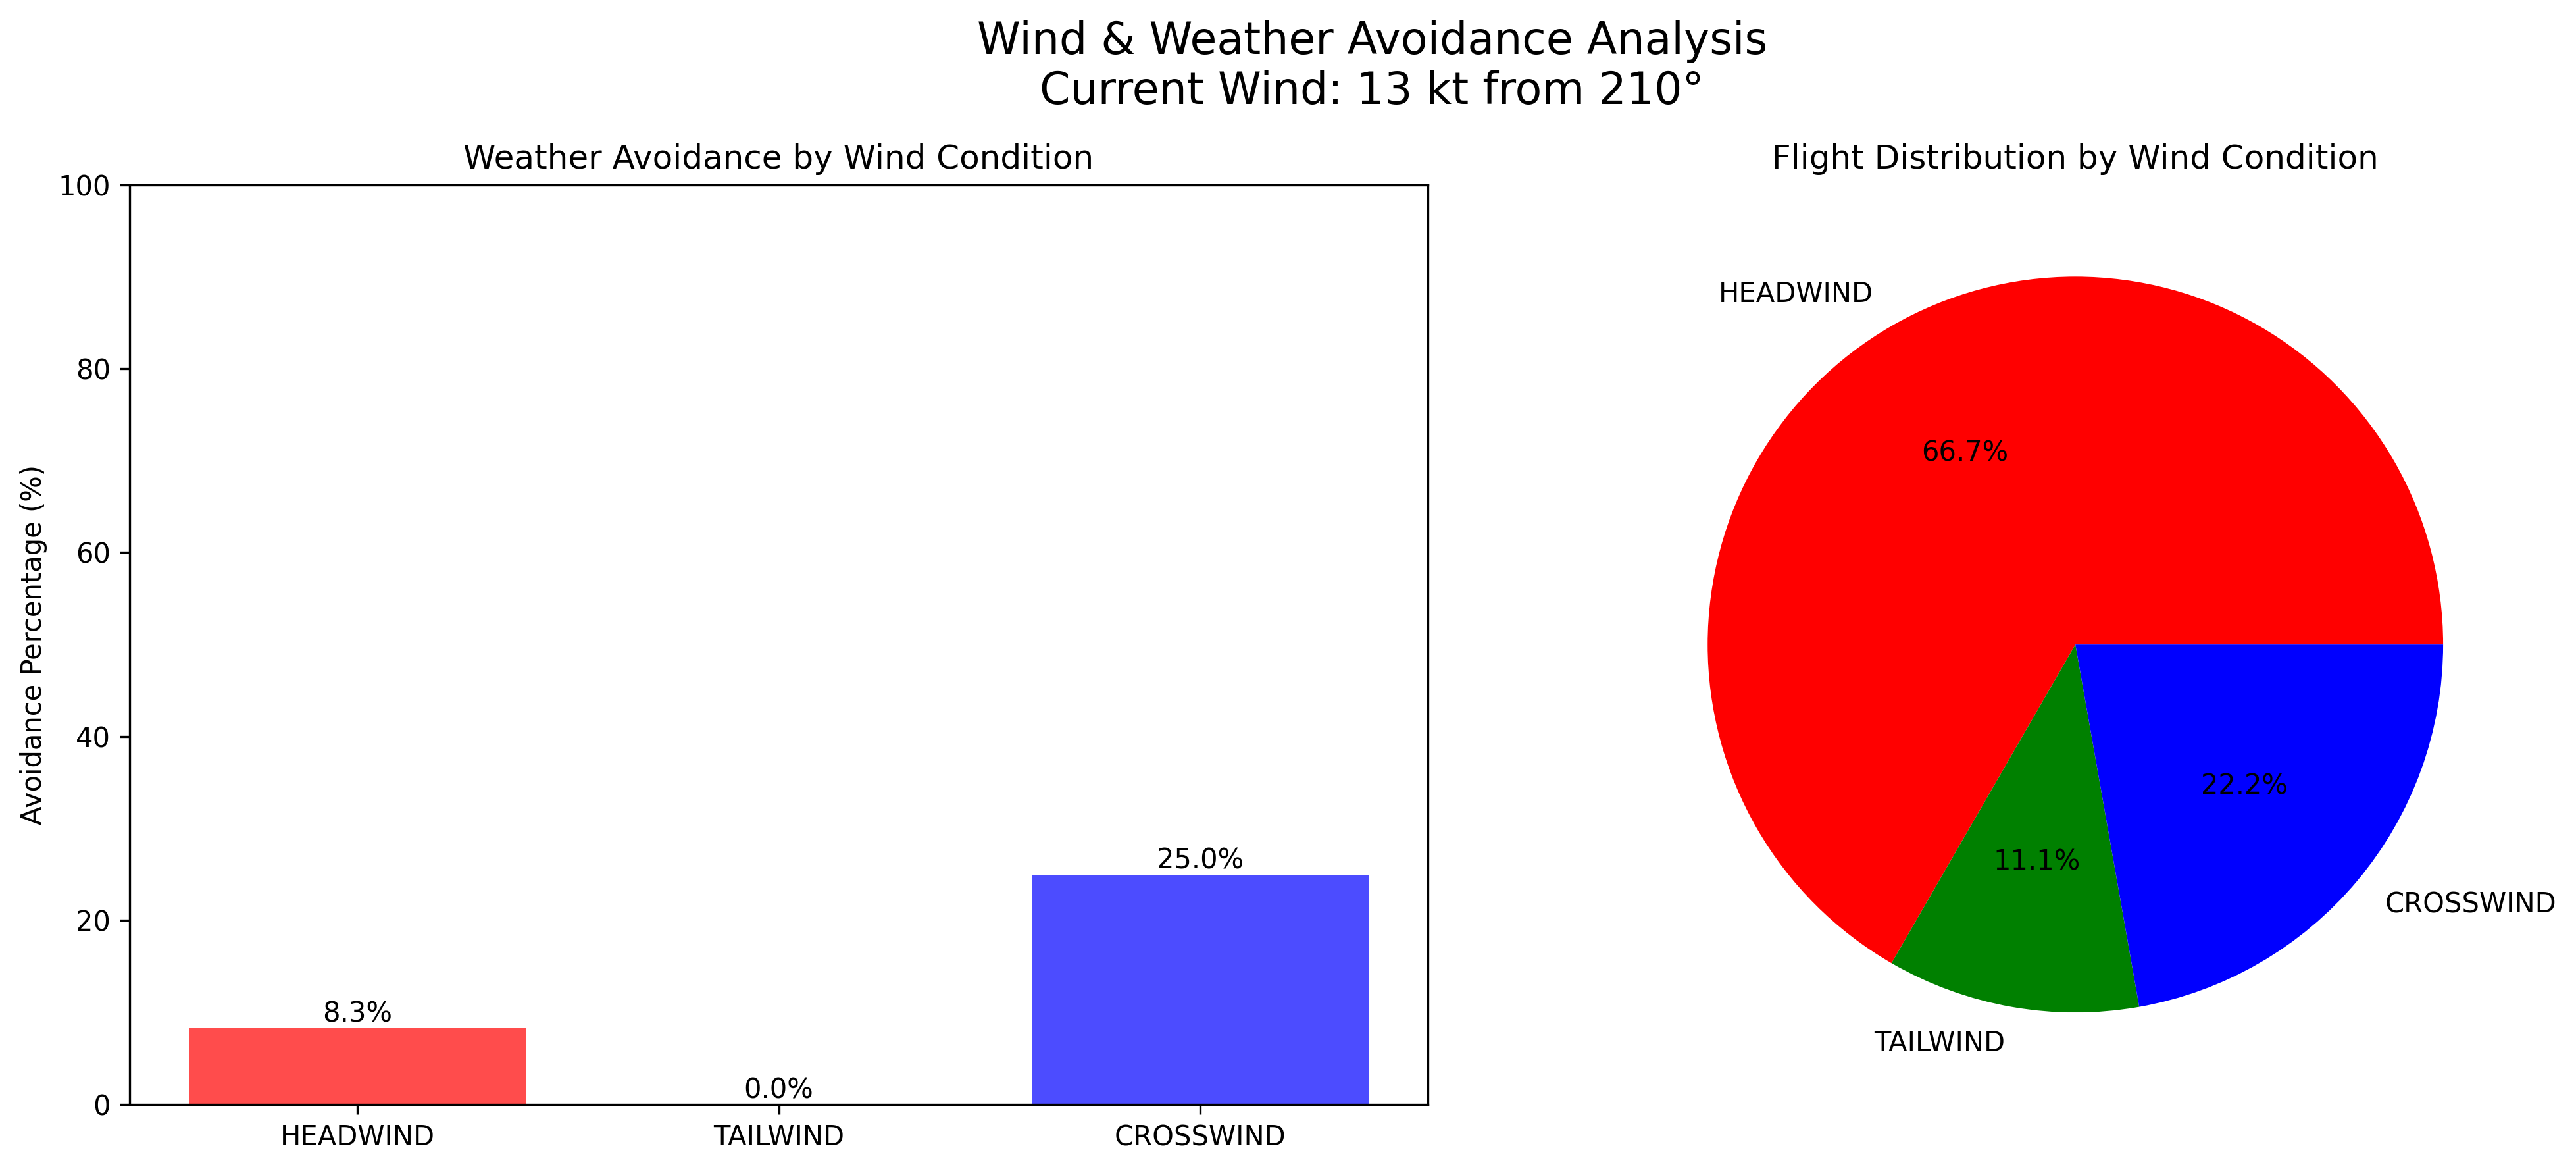 Wind & Weather Avoidance Analysis
Current Wind: 13 kt from 210°
Weather Avoidance by Wind Condition
Avoidance Percentage (%)
100
80
60
40
20
0
8.3%
0.0%
25.0%
HEADWIND
TAILWIND
CROSSWIND
Flight Distribution by Wind Condition
HEADWIND
66.7%
22.2%
11.1%
CROSSWIND
TAILWIND